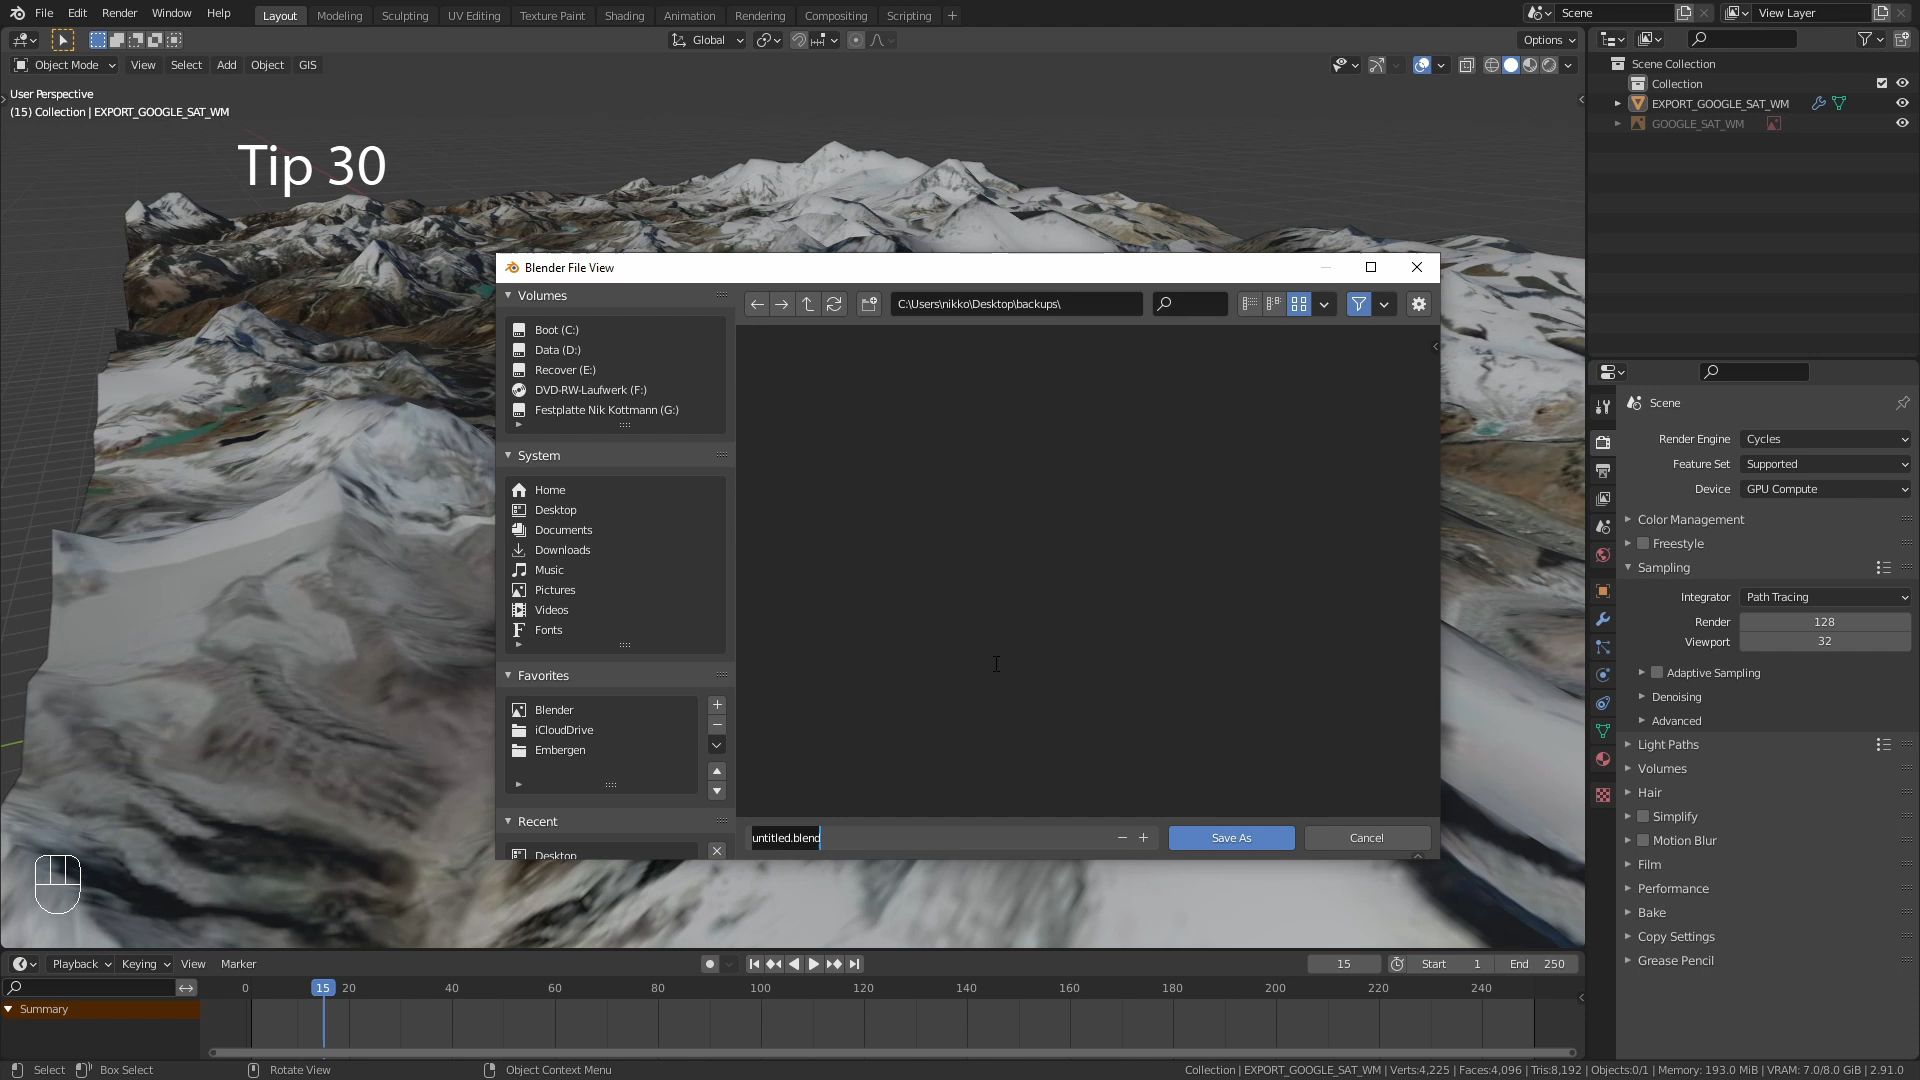 File Edit Render Window Help
Layout Modeling Sculpting UV Editing Texture Paint Shading Animation Rendering Compositing Scripting +
Scene
View Layer
Global
Options
Object Mode View Select Add Object GIS
User Perspective
(15) Collection | EXPORT_GOOGLE_SAT_WM
Tip 30
Scene Collection
Collection
EXPORT_GOOGLE_SAT_WM
GOOGLE_SAT_WM
Blender File View
Volumes
C:\Users\nikko\Desktop\backups\
Boot (C:)
Data (D:)
Recover (E:)
DVD-RW-Laufwerk (F:)
Festplatte Nik Kottmann (G:)
System
Home
Desktop
Documents
Downloads
Music
Pictures
Videos
Fonts
Favorites
Blender
iCloudDrive
Embergen
Recent
Desktop
untitled.blend
Save As
Cancel
Scene
Render Engine Cycles
Feature Set Supported
Device GPU Compute
Color Management
Freestyle
Sampling
Integrator Path Tracing
Render 128
Viewport 32
Adaptive Sampling
Denoising
Advanced
Light Paths
Volumes
Hair
Simplify
Motion Blur
Film
Performance
Bake
Copy Settings
Grease Pencil
Playback Keying View Marker
15 Start 1 End 250
0 15 20 40 60 80 100 120 140 160 180 200 220 240
Summary
Select Box Select Rotate View Object Context Menu
Collection | EXPORT_GOOGLE_SAT_WM | Verts:4,225 | Faces:4,096 | Tris:8,192 | Objects:0/1 | Memory: 193.0 MiB | VRAM: 7.0/8.0 GiB | 2.91.0